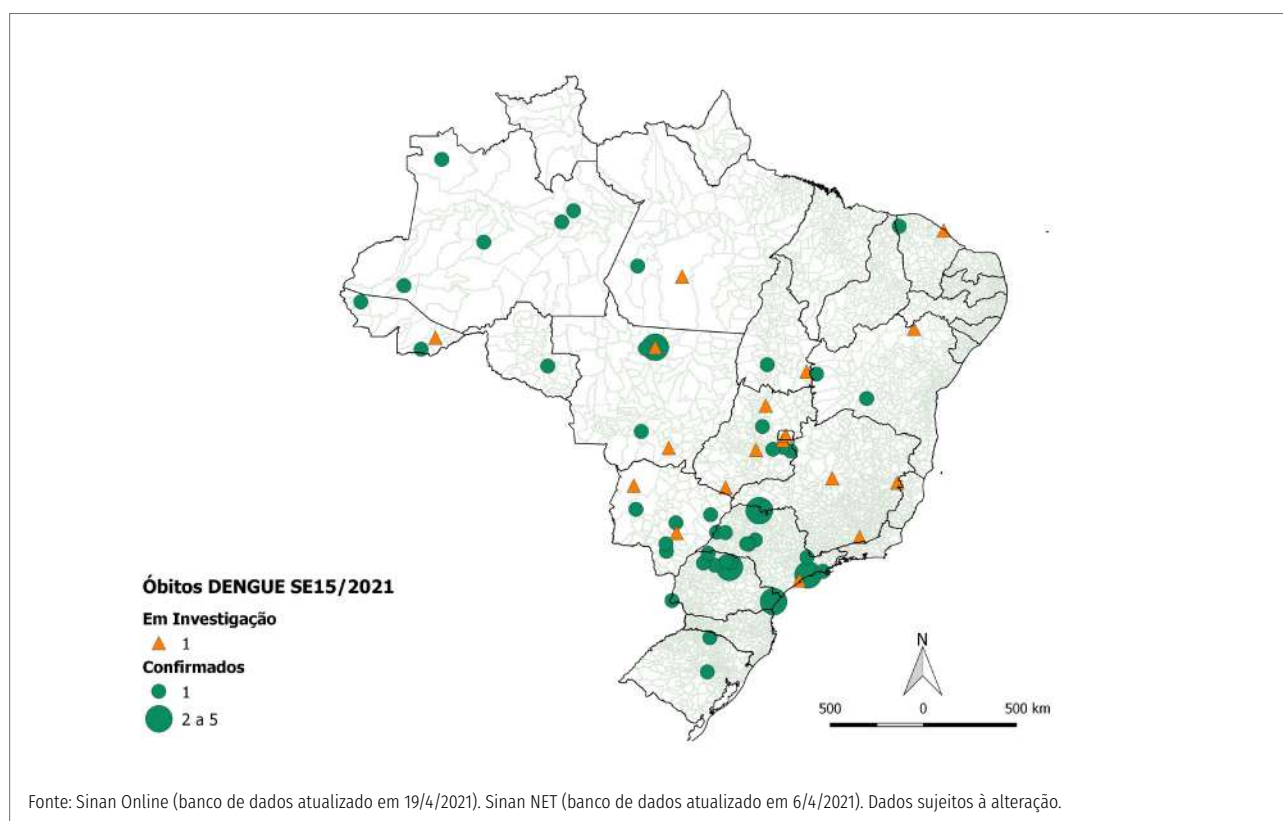 Óbitos DENGUE SE15/2021
Em Investigação
1
Confirmados
1
2 a 5
N
500 0 500 km
Fonte: Sinan Online (banco de dados atualizado em 19/4/2021). Sinan NET (banco de dados atualizado em 6/4/2021). Dados sujeitos à alteração.